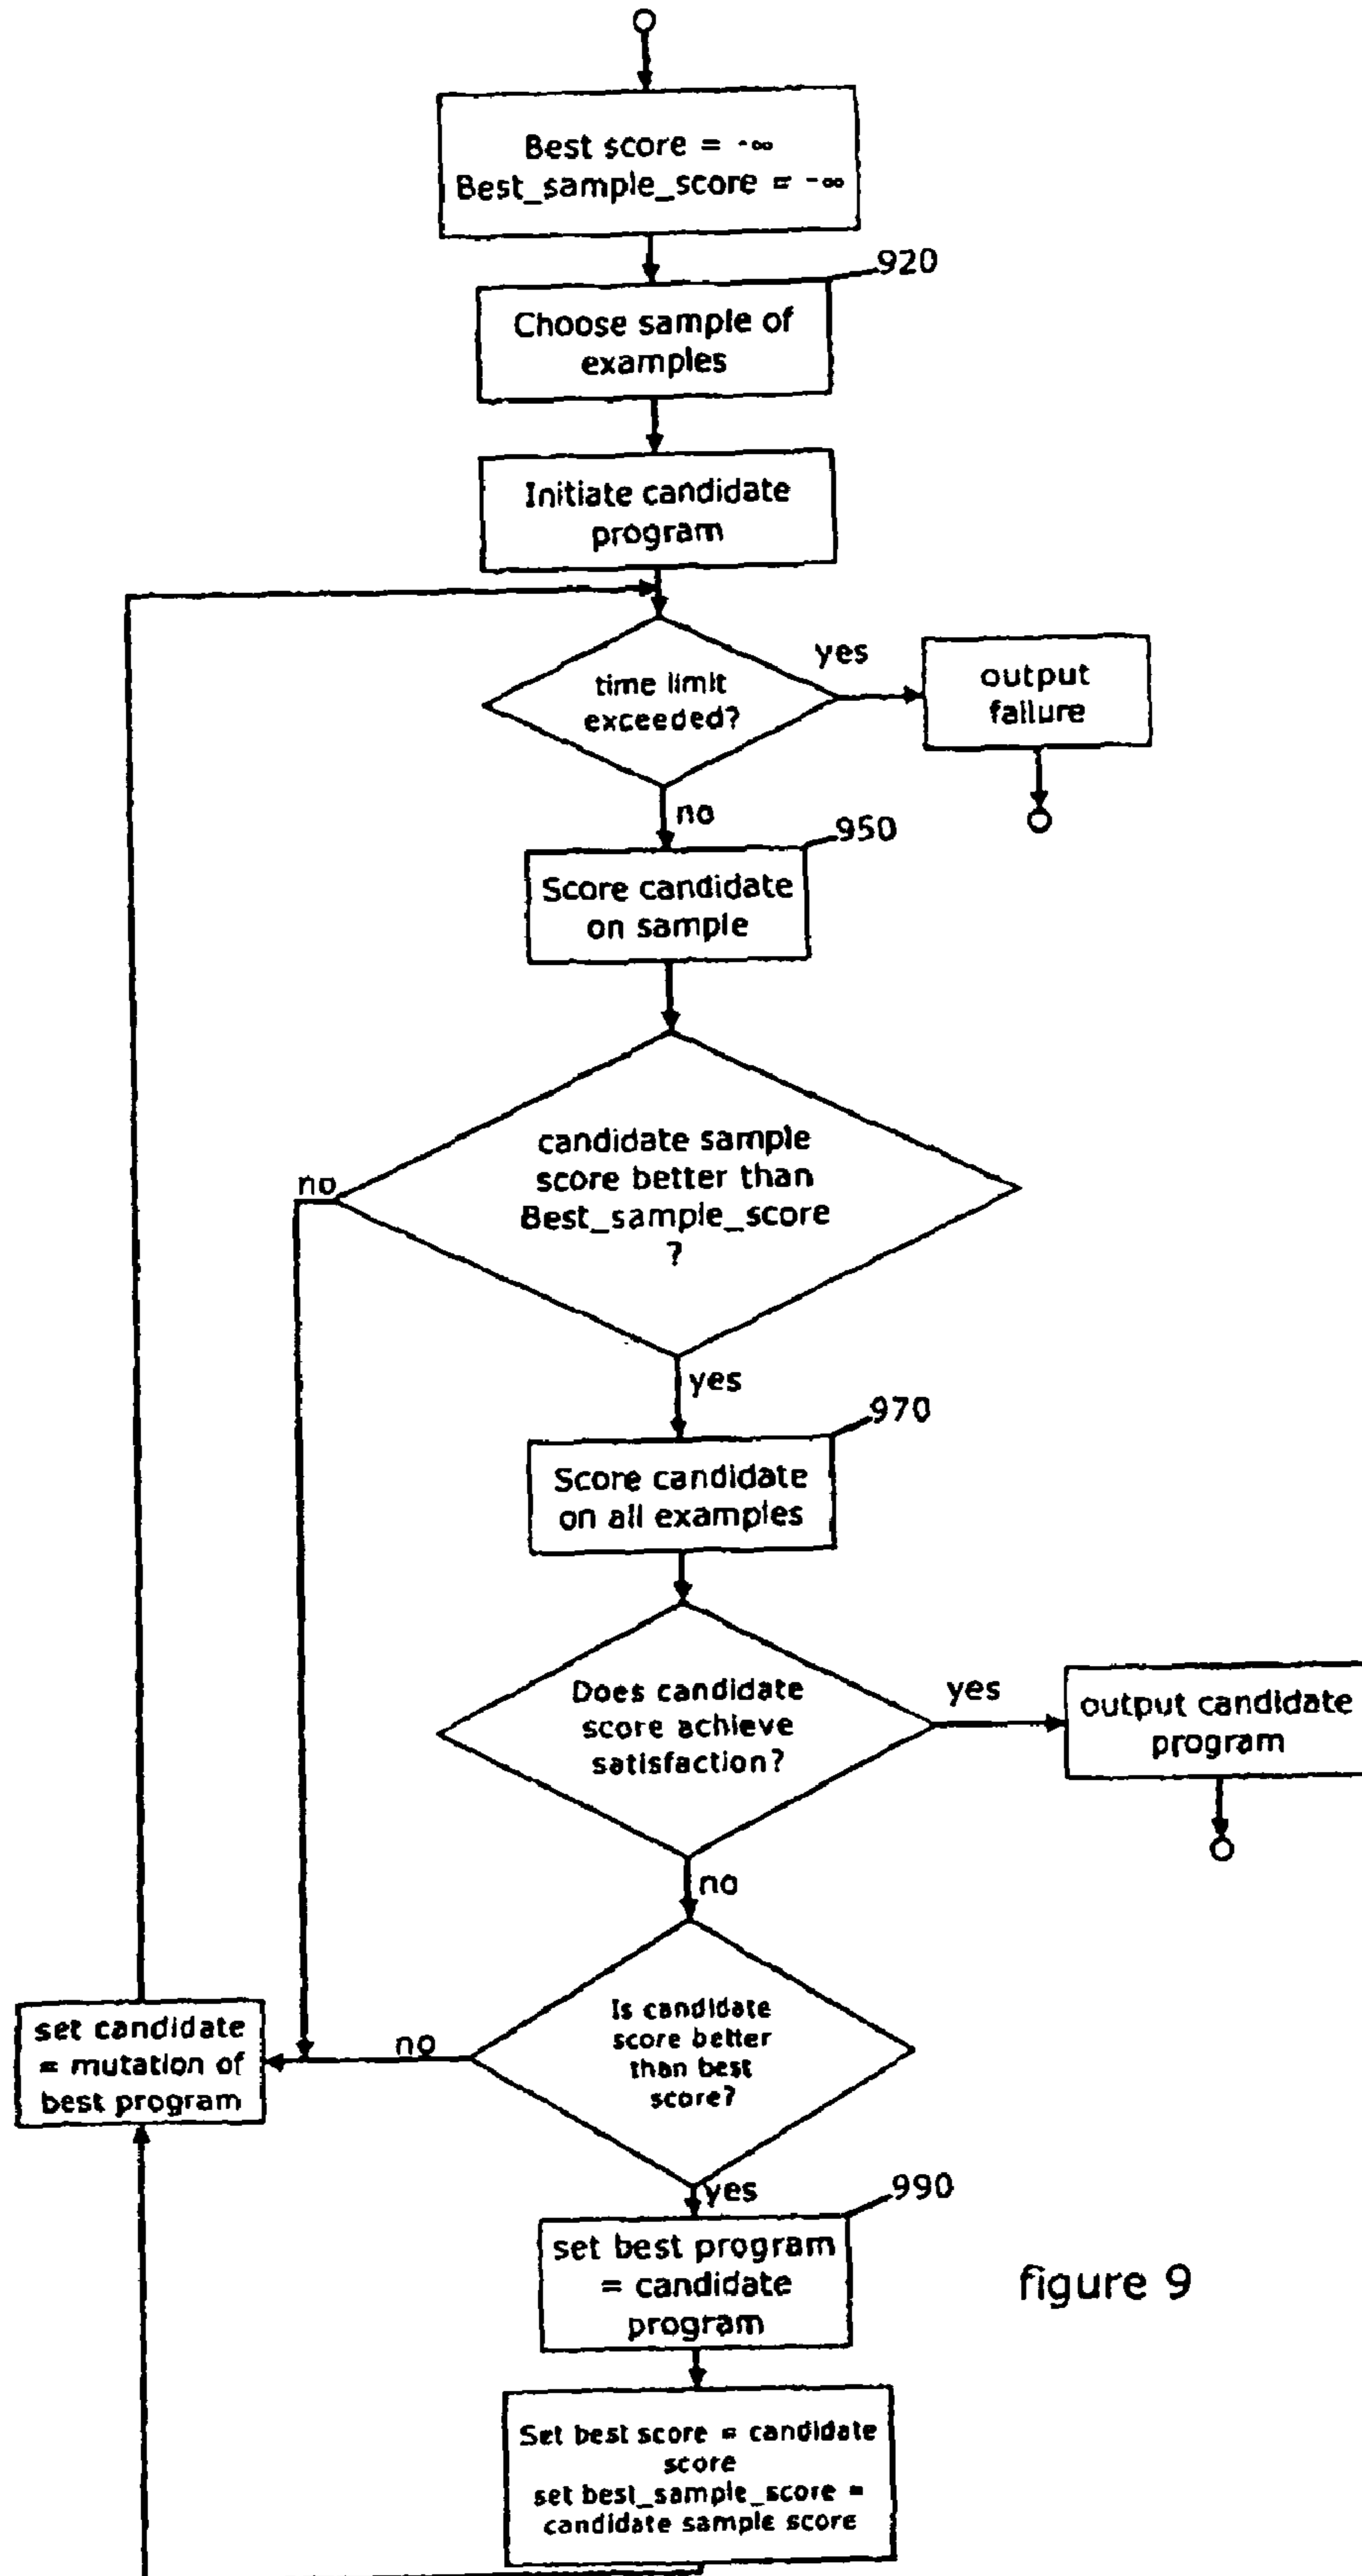 Best score = -∞
Best_sample_score = -∞
920
Choose sample of
examples
Initiate candidate
program
time limit
exceeded?
yes
output
failure
no
950
Score candidate
on sample
candidate sample
score better than
Best_sample_score
?
no
yes
970
Score candidate
on all examples
Does candidate
score achieve
satisfaction?
yes
output candidate
program
no
Is candidate
score better
than best
score?
no
set candidate
= mutation of
best program
yes
990
set best program
= candidate
program
figure 9
Set best score = candidate
score
set best_sample_score =
candidate sample score